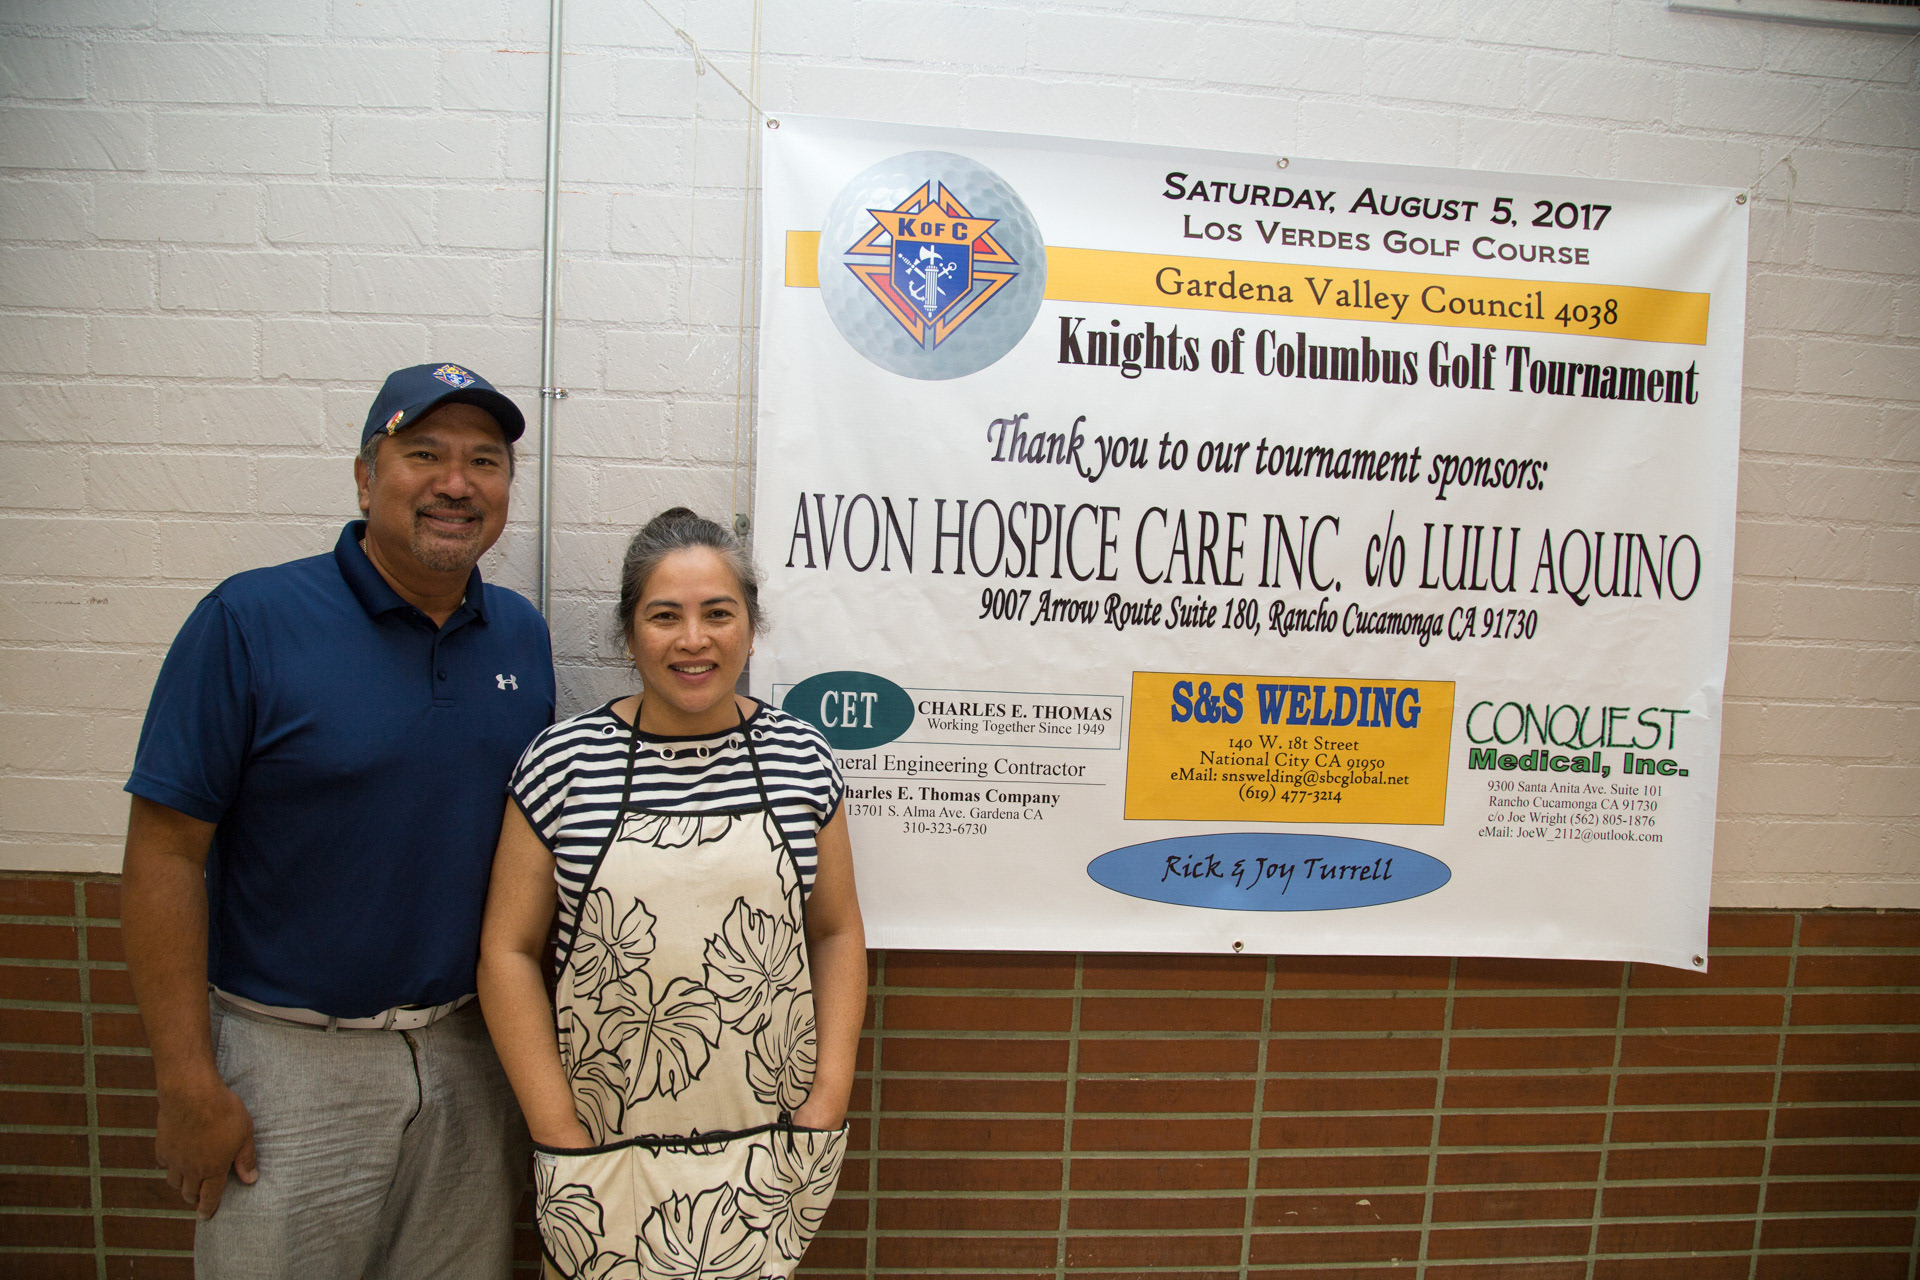 SATURDAY, AUGUST 5, 2017
LOS VERDES GOLF COURSE
K OF C
Gardena Valley Council 4038
Knights of Columbus Golf Tournament
Thank you to our tournament sponsors:
AVON HOSPICE CARE INC. c/o LULU AQUINO
9007 Arrow Route Suite 180, Rancho Cucamonga CA 91730
CET
CHARLES E. THOMAS
Working Together Since 1949
neral Engineering Contractor
harles E. Thomas Company
13701 S. Alma Ave. Gardena CA
310-323-6730
S&S WELDING
140 W. 18t Street
National City CA 91950
eMail: snswelding@sbcglobal.net
(619) 477-3214
CONQUEST
Medical, Inc.
9300 Santa Anita Ave. Suite 101
Rancho Cucamonga CA 91730
c/o Joe Wright (562) 805-1876
eMail: JoeW_2112@outlook.com
Rick & Joy Turrell